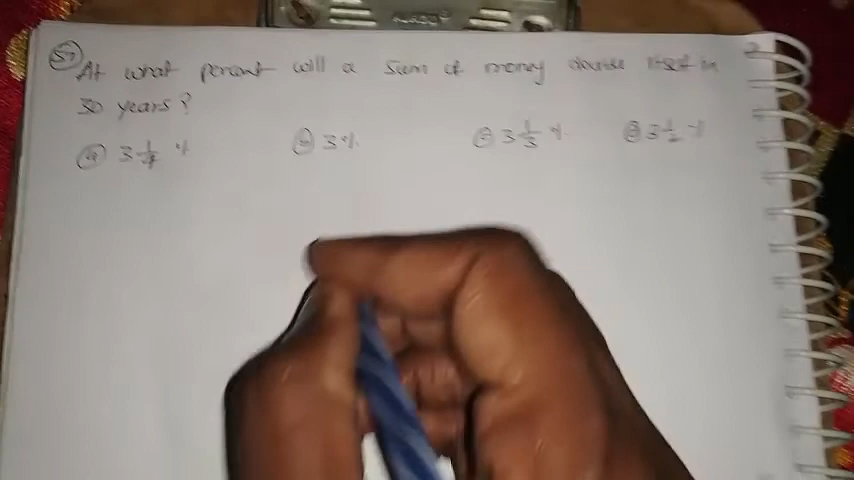 57 At what percent will a sum of money double itself in
30 years?
(a) 3 1/4 % (b) 3% (c) 3 1/3 % (d) 3 1/2 %